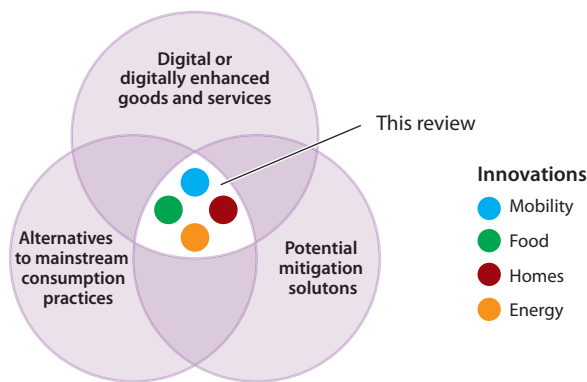 Digital or
digitally enhanced
goods and services
This review
Alternatives
to mainstream
consumption
practices
Potential
mitigation
solutons
Innovations
Mobility
Food
Homes
Energy